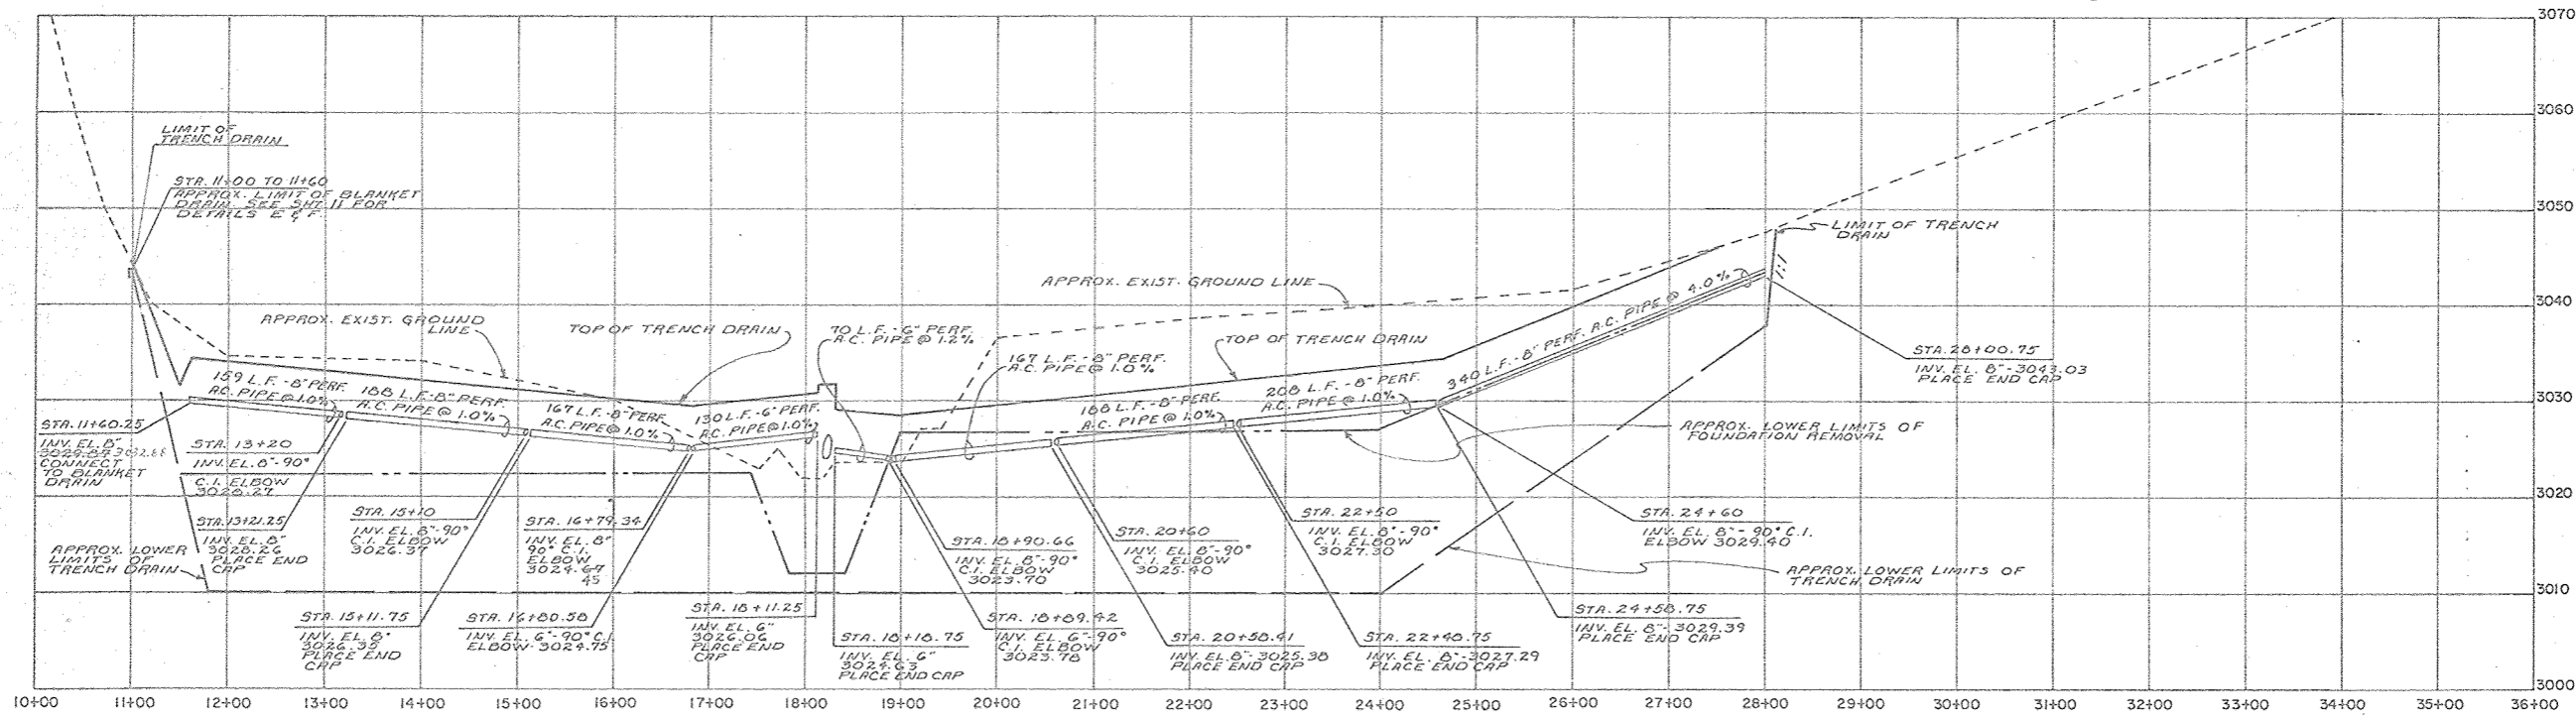 3070
3060
3050
3040
3030
3020
3010
3000
LIMIT OF
TRENCH DRAIN
STA. 11+00 TO 11+60
APPROX. LIMIT OF BLANKET
DRAIN. SEE SHT 11 FOR
DETAILS E & F.
APPROX. EXIST. GROUND
LINE
TOP OF TRENCH DRAIN
70 L.F.-6" PERF.
A.C. PIPE @ 1.2%
167 L.F.-8" PERF.
A.C. PIPE @ 1.0%
APPROX. EXIST. GROUND LINE
TOP OF TRENCH DRAIN
LIMIT OF TRENCH
DRAIN
159 L.F.-8" PERF.
A.C. PIPE @ 1.0%
188 L.F.-8" PERF.
A.C. PIPE @ 1.0%
167 L.F.-8" PERF.
A.C. PIPE @ 1.0%
130 L.F.-6" PERF.
A.C. PIPE @ 1.0%
188 L.F.-8" PERF.
A.C. PIPE @ 1.0%
208 L.F.-8" PERF.
A.C. PIPE @ 1.0%
340 L.F.-8" PERF. A.C. PIPE @ 4.0%
STA. 28+00.75
INV. EL. 8"-3043.03
PLACE END CAP
APPROX. LOWER LIMITS OF
FOUNDATION REMOVAL
STA. 11+60.25
INV. EL. 8"
CONNECT
TO BLANKET
DRAIN
STA. 13+20
INV. EL. 8"-90°
C.I. ELBOW
3028.27
STA. 13+21.25
INV. EL. 8"
3028.26
PLACE END
CAP
APPROX. LOWER
LIMITS OF
TRENCH DRAIN
STA. 15+10
INV. EL. 8"-90°
C.I. ELBOW
3026.37
STA. 16+79.34
INV. EL. 8"
90° C.I.
ELBOW
3024.67
45
STA. 18+90.66
INV. EL. 8"-90°
C.I. ELBOW
3023.70
STA. 20+60
INV. EL. 8"-90°
C.I. ELBOW
3025.40
STA. 22+50
INV. EL. 8"-90°
C.I. ELBOW
3027.30
STA. 24+60
INV. EL. 8"-90° C.I.
ELBOW 3029.40
APPROX. LOWER LIMITS OF
TRENCH DRAIN
STA. 15+11.75
INV. EL. 8"
3026.35
PLACE END
CAP
STA. 16+80.58
INV. EL. 6"-90° C.I.
ELBOW-3024.75
STA. 18+11.25
INV. EL. 6"
3026.06
PLACE END
CAP
STA. 18+18.75
INV. EL. 6"
3024.63
PLACE END CAP
STA. 18+89.42
INV. EL. 6"-90°
C.I. ELBOW
3023.78
STA. 20+58.41
INV. EL. 8"-3025.38
PLACE END CAP
STA. 22+48.75
INV. EL. 8"-3027.29
PLACE END CAP
STA. 24+58.75
INV. EL. 8"-3029.39
PLACE END CAP
10+00 11+00 12+00 13+00 14+00 15+00 16+00 17+00 18+00 19+00 20+00 21+00 22+00 23+00 24+00 25+00 26+00 27+00 28+00 29+00 30+00 31+00 32+00 33+00 34+00 35+00 36+00